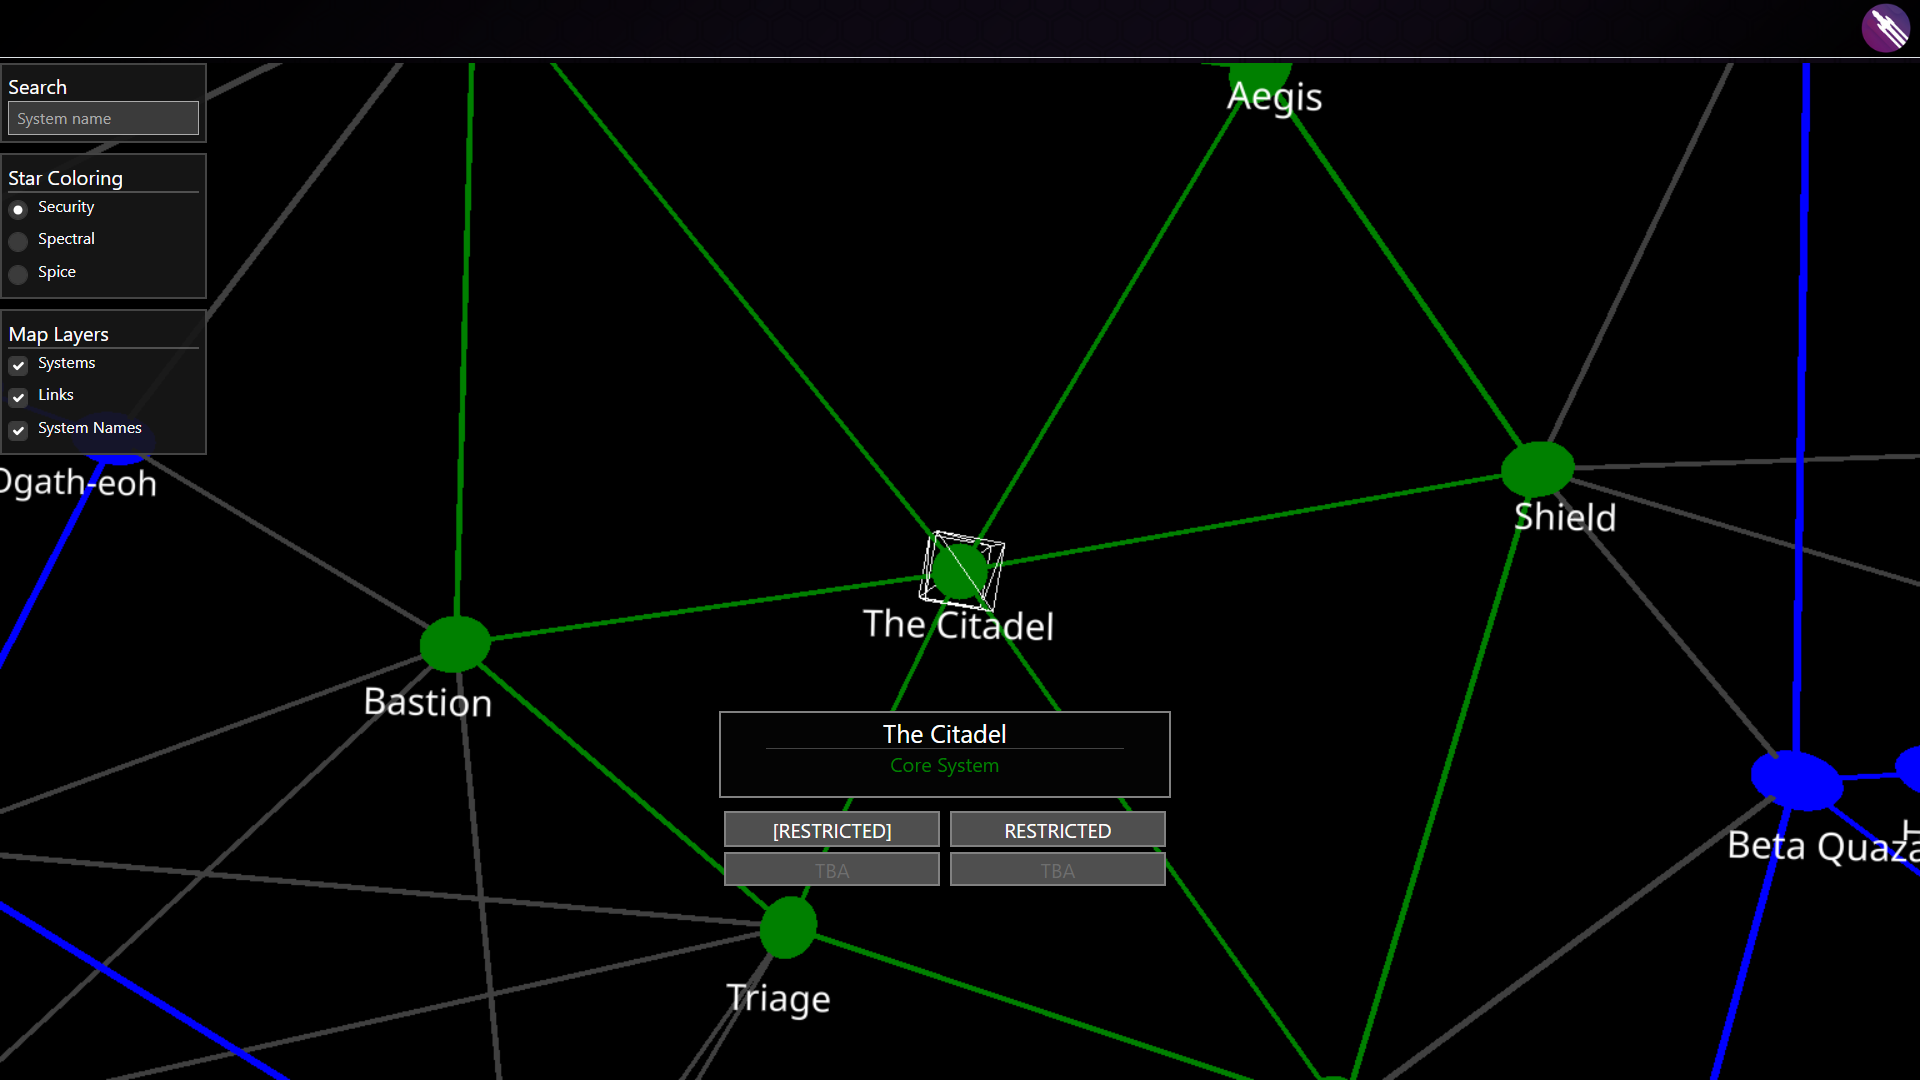 Search
System name
Star Coloring
Security
Spectral
Spice
Map Layers
Systems
Links
System Names
Aegis
Ogath-eoh
Shield
The Citadel
Bastion
The Citadel
Core System
[RESTRICTED]
RESTRICTED
TBA
TBA
Beta Quaza
H
Triage